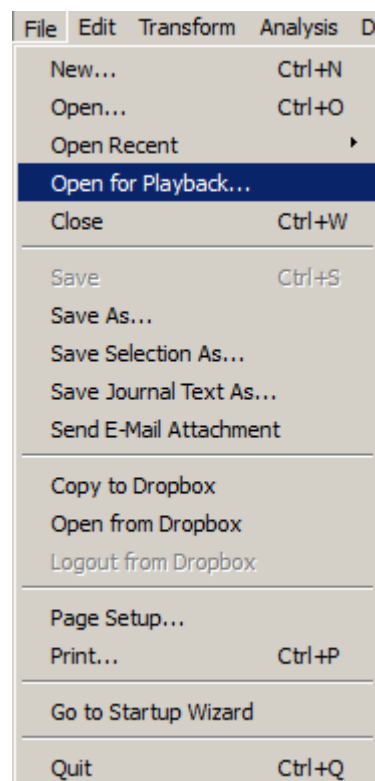 File Edit Transform Analysis D
New... Ctrl+N
Open... Ctrl+O
Open Recent
Open for Playback...
Close Ctrl+W
Save Ctrl+S
Save As...
Save Selection As...
Save Journal Text As...
Send E-Mail Attachment
Copy to Dropbox
Open from Dropbox
Logout from Dropbox
Page Setup...
Print... Ctrl+P
Go to Startup Wizard
Quit Ctrl+Q